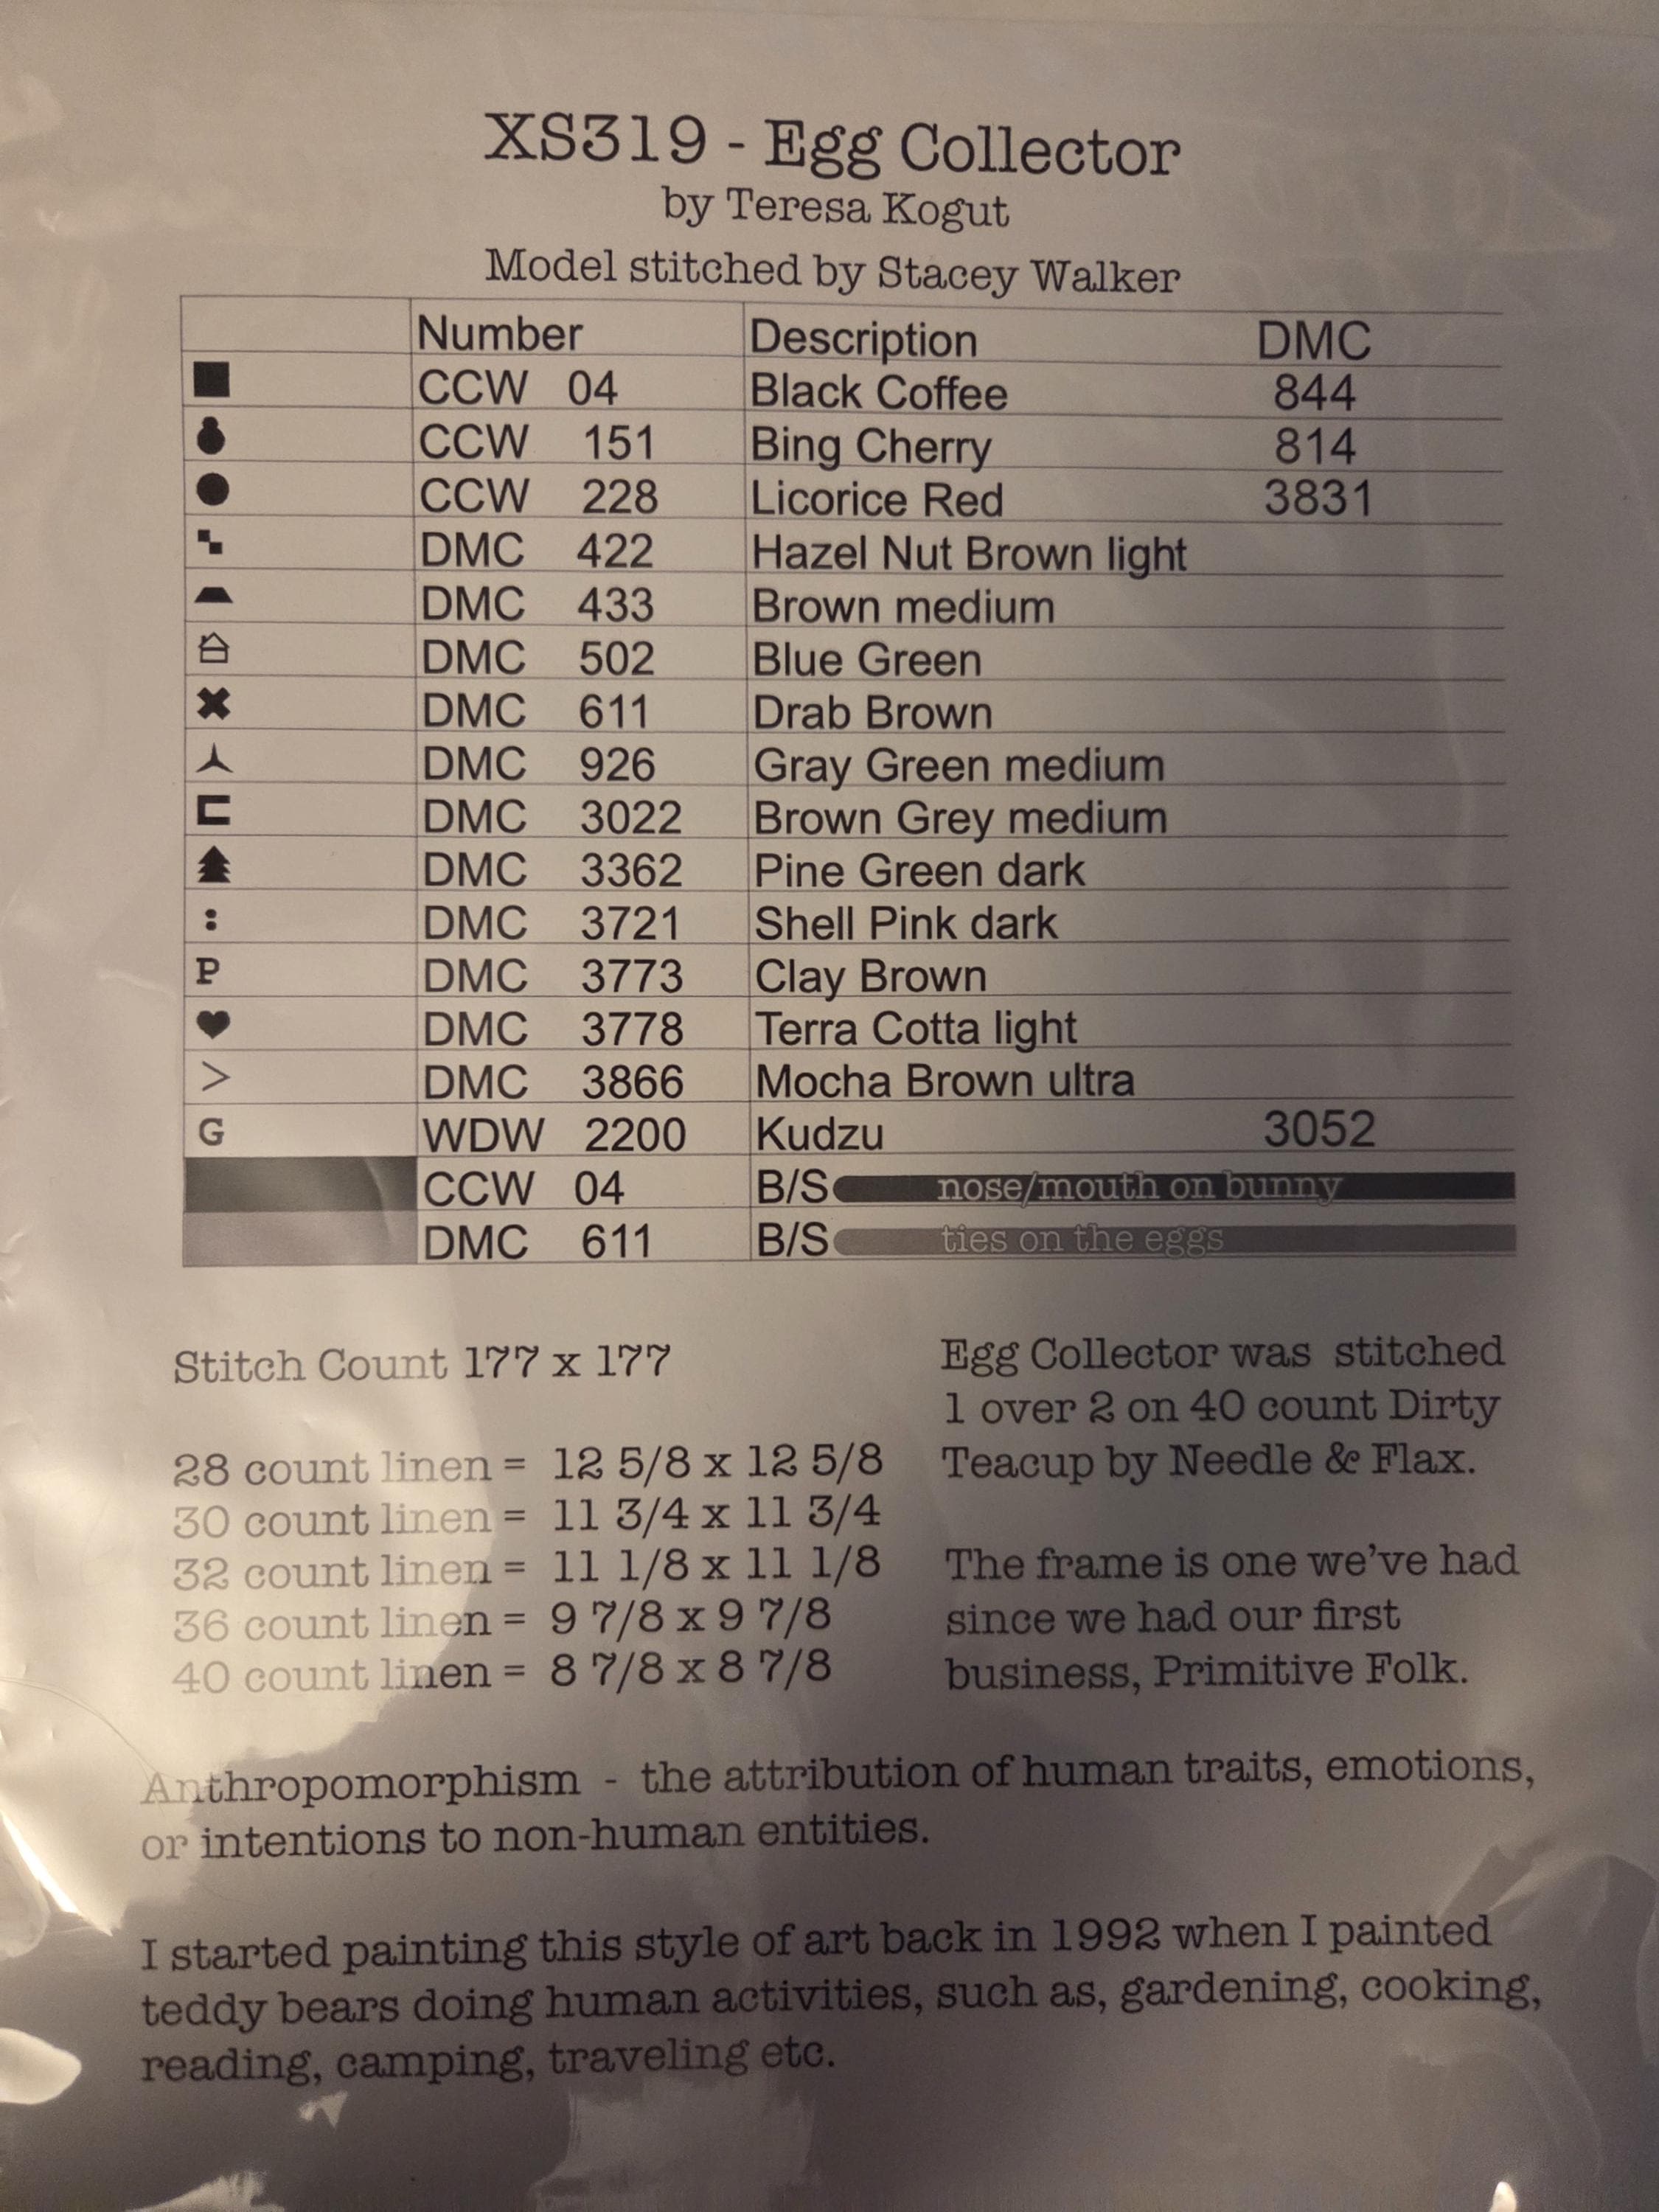 XS319 - Egg Collector
by Teresa Kogut
Model stitched by Stacey Walker
Number Description DMC
CCW 04 Black Coffee 844
CCW 151 Bing Cherry 814
CCW 228 Licorice Red 3831
DMC 422 Hazel Nut Brown light
DMC 433 Brown medium
DMC 502 Blue Green
DMC 611 Drab Brown
DMC 926 Gray Green medium
DMC 3022 Brown Grey medium
DMC 3362 Pine Green dark
DMC 3721 Shell Pink dark
P DMC 3773 Clay Brown
DMC 3778 Terra Cotta light
> DMC 3866 Mocha Brown ultra
G WDW 2200 Kudzu 3052
CCW 04 B/S nose/mouth on bunny
DMC 611 B/S ties on the eggs
Stitch Count 177 x 177
28 count linen = 12 5/8 x 12 5/8
30 count linen = 11 3/4 x 11 3/4
32 count linen = 11 1/8 x 11 1/8
36 count linen = 9 7/8 x 9 7/8
40 count linen = 8 7/8 x 8 7/8
Egg Collector was stitched
1 over 2 on 40 count Dirty
Teacup by Needle & Flax.
The frame is one we've had
since we had our first
business, Primitive Folk.
Anthropomorphism - the attribution of human traits, emotions,
or intentions to non-human entities.
I started painting this style of art back in 1992 when I painted
teddy bears doing human activities, such as, gardening, cooking,
reading, camping, traveling etc.